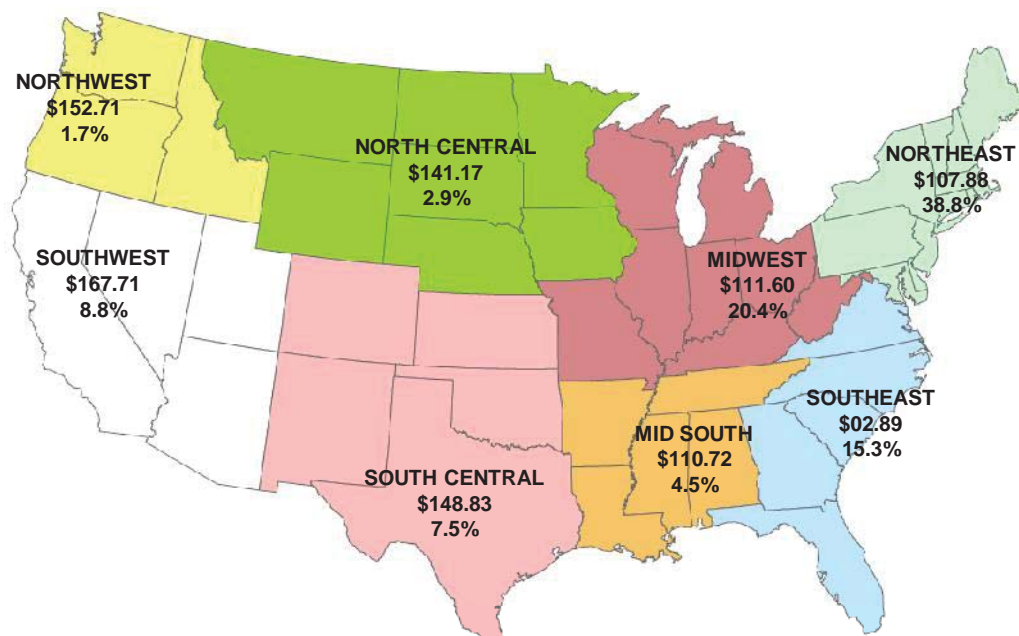 NORTHWEST
$152.71
1.7%
NORTH CENTRAL
$141.17
2.9%
NORTHEAST
$107.88
38.8%
SOUTHWEST
$167.71
8.8%
MIDWEST
$111.60
20.4%
SOUTHEAST
$02.89
15.3%
MID SOUTH
$110.72
4.5%
SOUTH CENTRAL
$148.83
7.5%